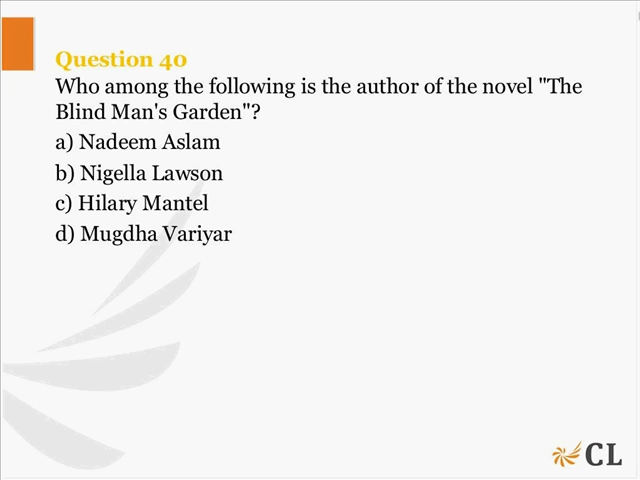 Question 40
Who among the following is the author of the novel "The
Blind Man's Garden"?
a) Nadeem Aslam
b) Nigella Lawson
c) Hilary Mantel
d) Mugdha Variyar
CL